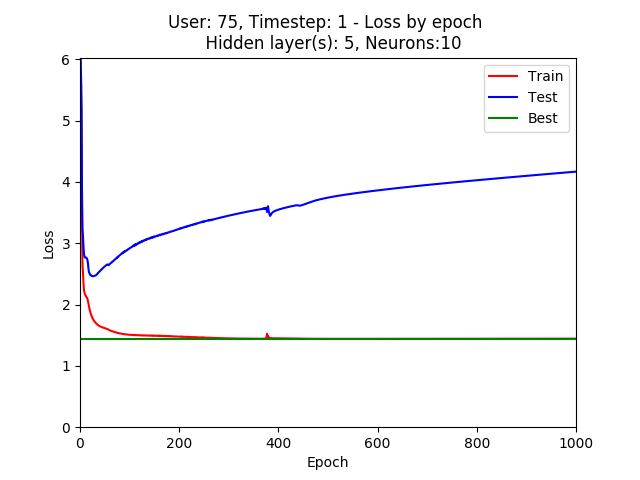 User: 75, Timestep: 1 - Loss by epoch
Hidden layer(s): 5, Neurons:10
Train
Test
Best
6
5
4
3
2
1
0
Loss
0
200
400
600
800
1000
Epoch